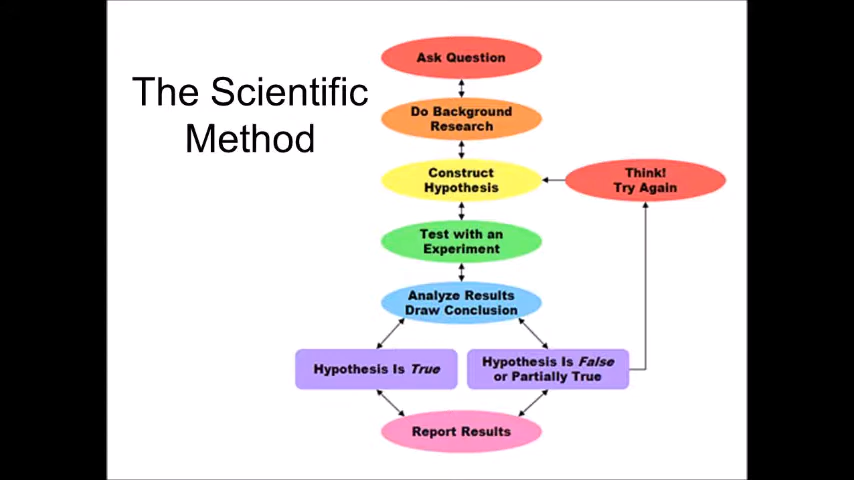 The Scientific
Method
Ask Question
Do Background
Research
Construct
Hypothesis
Think!
Try Again
Test with an
Experiment
Analyze Results
Draw Conclusion
Hypothesis Is True
Hypothesis Is False
or Partially True
Report Results